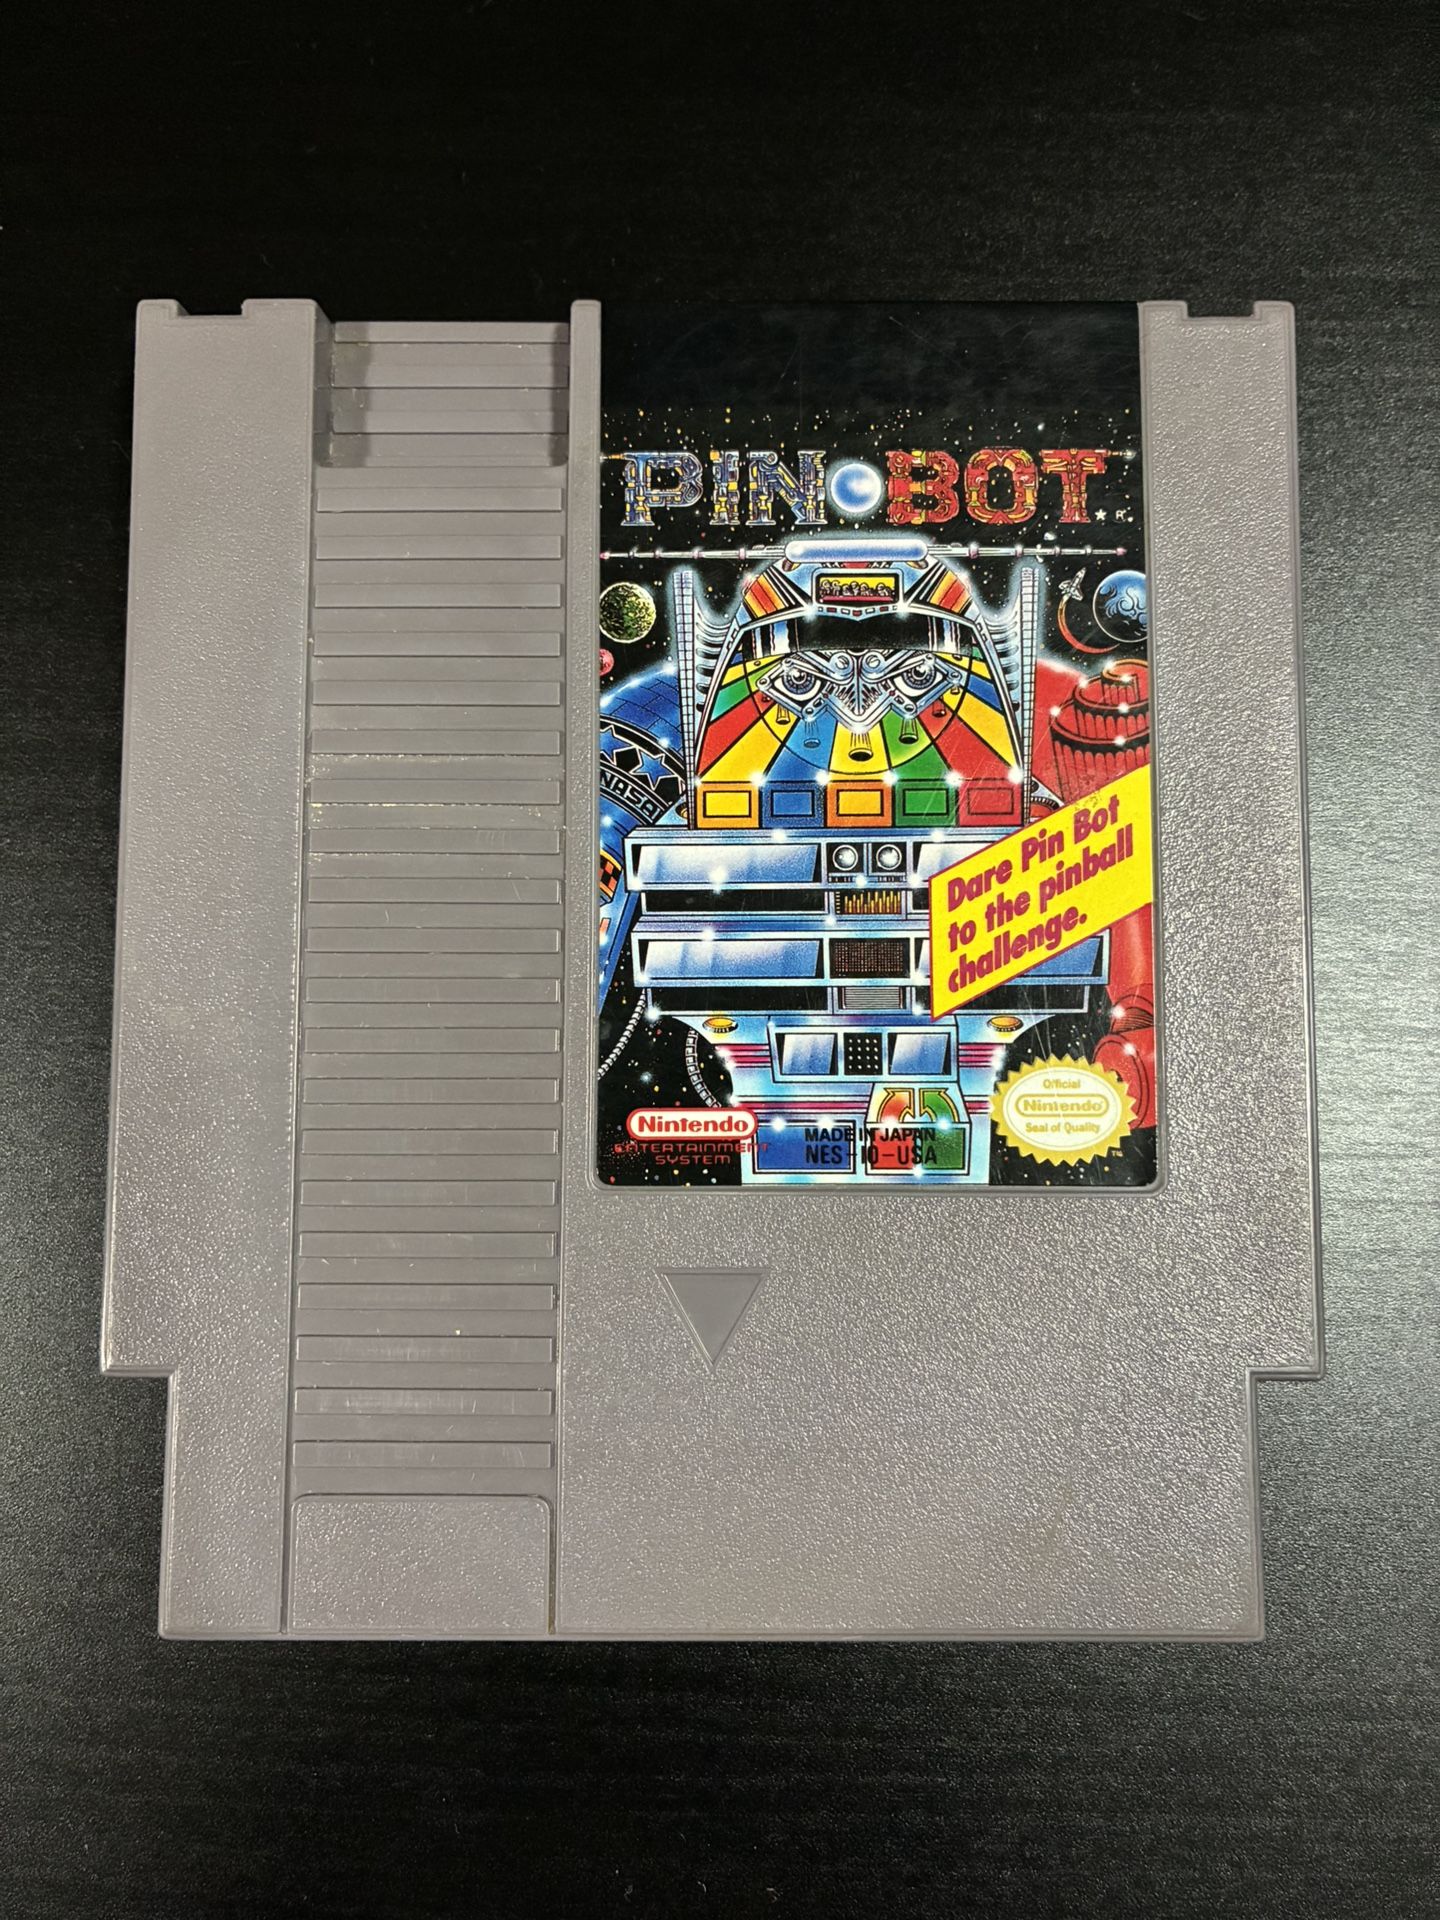 PIN BOT
★ R.
NASA
Dare Pin Bot
to the pinball
challenge.
Official
Nintendo
Seal of Quality
TM
Nintendo
ENTERTAINMENT
SYSTEM
MADE IN JAPAN
NES-IO-USA